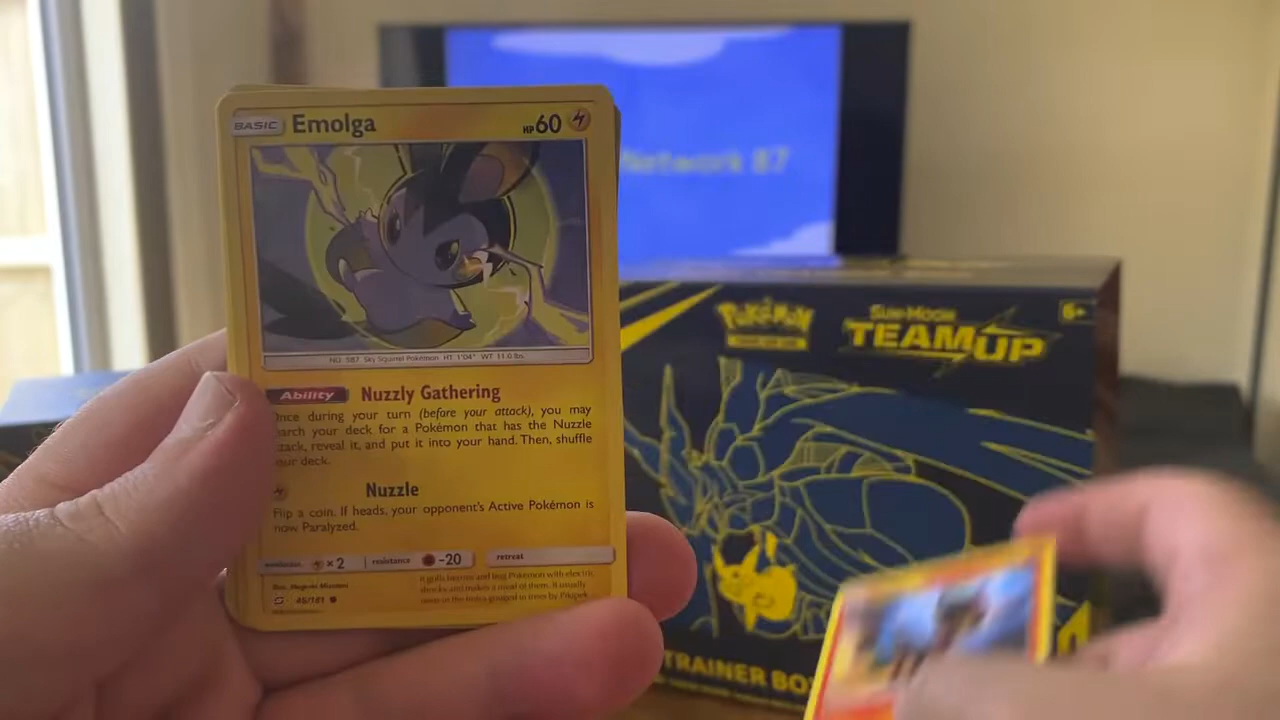 BASIC Emolga HP60
NO. 587 Sky Squirrel Pokémon HT 1'04" WT 11.0 lbs
Ability Nuzzly Gathering
Once during your turn (before your attack), you may
search your deck for a Pokémon that has the Nuzzle
attack, reveal it, and put it into your hand. Then, shuffle
your deck.
Nuzzle
Flip a coin. If heads, your opponent's Active Pokémon is
now Paralyzed.
weakness ×2 resistance -20 retreat
46/181
Network 87
POKéMON
SUN & MOON
TEAM UP
6+
TRAINER BO